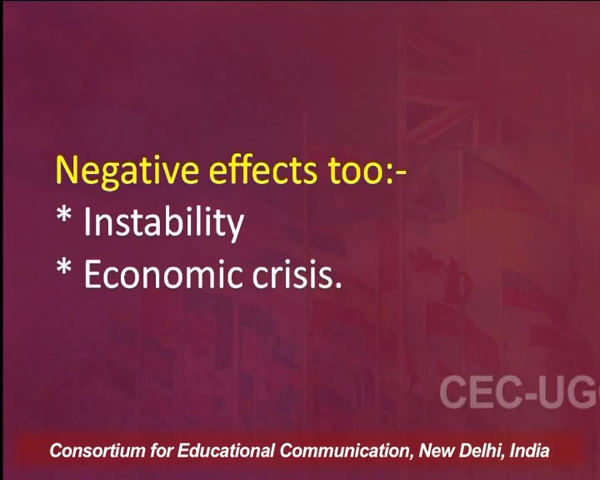 Negative effects too:-
* Instability
* Economic crisis.
CEC-UG
Consortium for Educational Communication, New Delhi, India